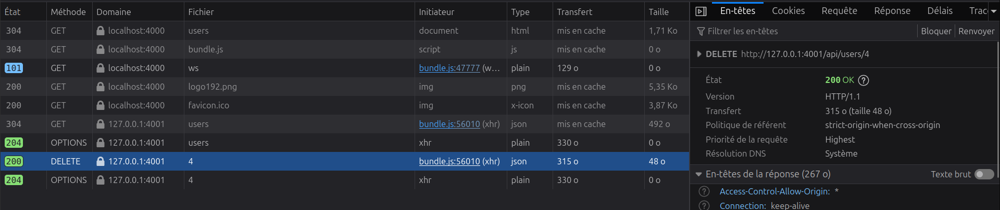 État Méthode Domaine Fichier Initiateur Type Transfert Taille
304 GET localhost:4000 users document html mis en cache 1,71 Ko
304 GET localhost:4000 bundle.js script js mis en cache 0 o
101 GET localhost:4000 ws bundle.js:47777 (w… plain 129 o 0 o
200 GET localhost:4000 logo192.png img png mis en cache 5,35 Ko
200 GET localhost:4000 favicon.ico img x-icon mis en cache 3,87 Ko
304 GET 127.0.0.1:4001 users bundle.js:56010 (xhr) json mis en cache 492 o
204 OPTIONS 127.0.0.1:4001 users xhr plain 330 o 0 o
200 DELETE 127.0.0.1:4001 4 bundle.js:56010 (xhr) json 315 o 48 o
204 OPTIONS 127.0.0.1:4001 4 xhr plain 330 o 0 o
En-têtes Cookies Requête Réponse Délais Trac
Filtrer les en-têtes Bloquer Renvoyer
DELETE http://127.0.0.1:4001/api/users/4
État 200 OK
Version HTTP/1.1
Transfert 315 o (taille 48 o)
Politique de référent strict-origin-when-cross-origin
Priorité de la requête Highest
Résolution DNS Système
En-têtes de la réponse (267 o) Texte brut
Access-Control-Allow-Origin: *
Connection: keep-alive